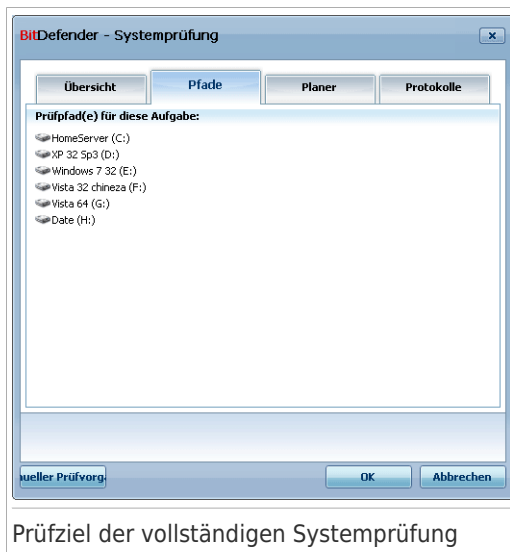 BitDefender - Systemprüfung
Übersicht Pfade Planer Protokolle
Prüfpfad(e) für diese Aufgabe:
HomeServer (C:)
XP 32 Sp3 (D:)
Windows 7 32 (E:)
Vista 32 chineza (F:)
Vista 64 (G:)
Date (H:)
ueller Prüfvorg. OK Abbrechen
Prüfziel der vollständigen Systemprüfung